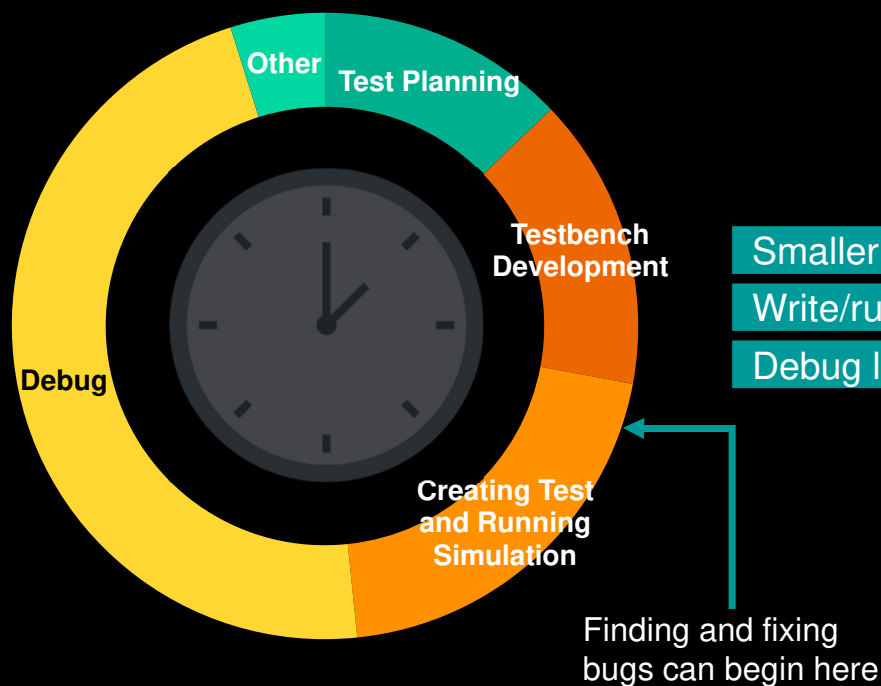 Other
Test Planning
Testbench
Development
Smaller
Write/ru
Debug l
Debug
Creating Test
and Running
Simulation
Finding and fixing
bugs can begin here